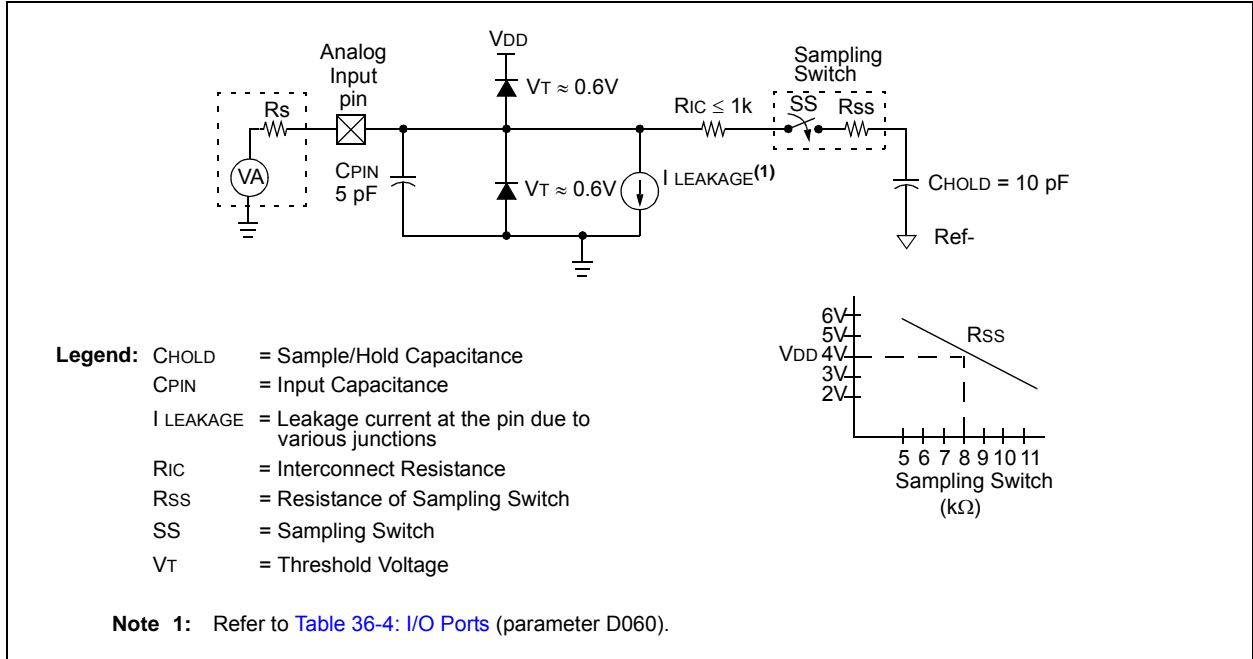 VDD
Sampling
Switch
Analog
Input
pin
VT ≈ 0.6V
RIC ≤ 1k
SS
Rss
Rs
VA
CPIN
5 pF
VT ≈ 0.6V
I LEAKAGE(1)
CHOLD = 10 pF
Ref-
6V
5V
VDD 4V
3V
2V
RSS
5 6 7 8 9 10 11
Sampling Switch
(kΩ)
Legend: CHOLD = Sample/Hold Capacitance
CPIN = Input Capacitance
I LEAKAGE = Leakage current at the pin due to
various junctions
RIC = Interconnect Resistance
RSS = Resistance of Sampling Switch
SS = Sampling Switch
VT = Threshold Voltage
Note 1: Refer to Table 36-4: I/O Ports (parameter D060).